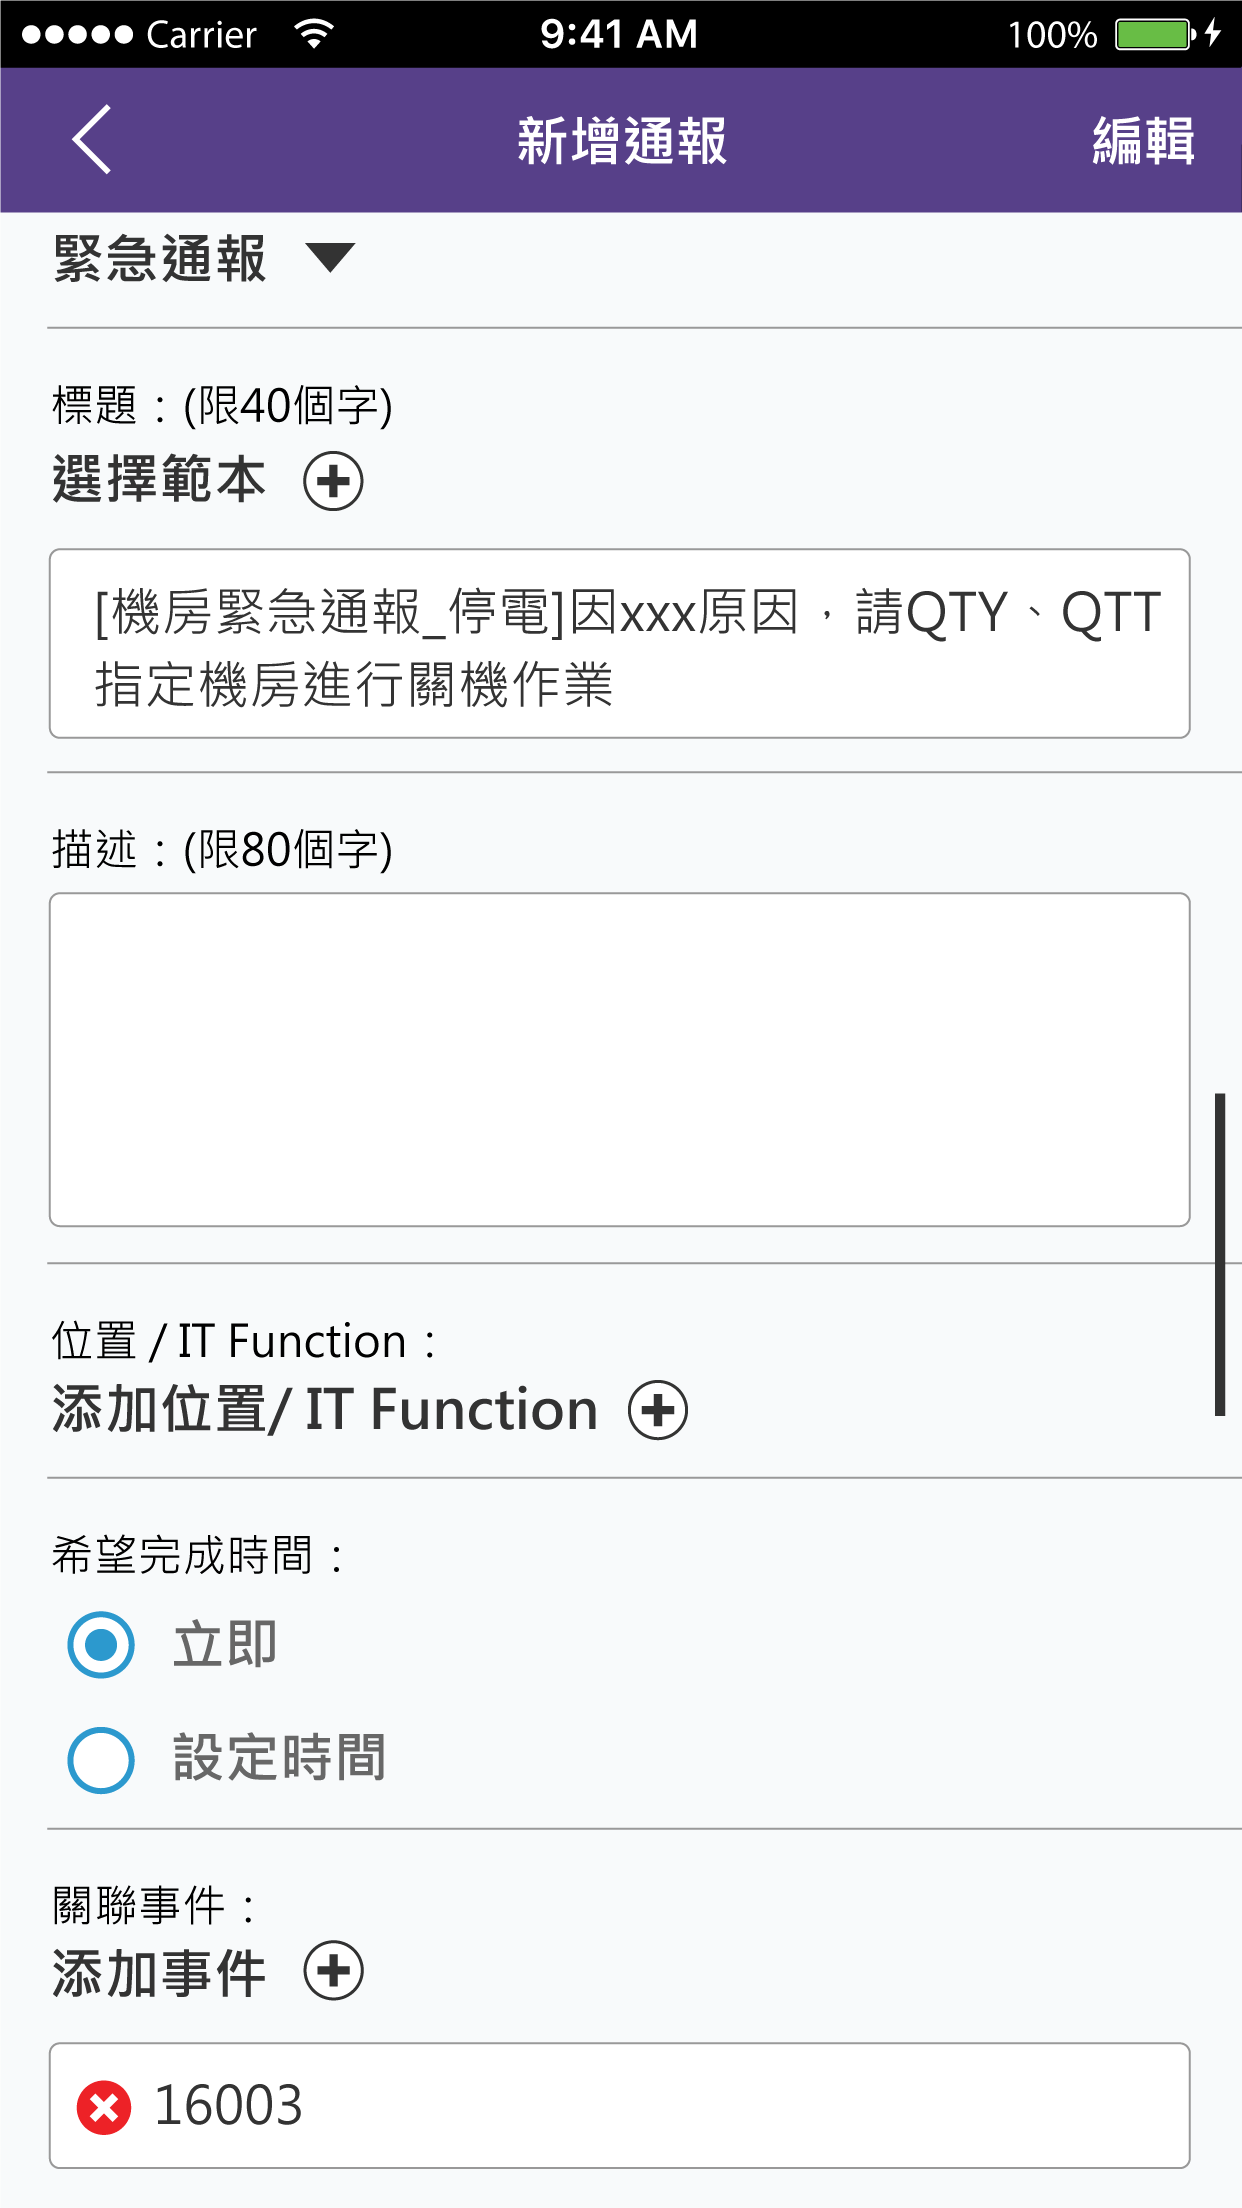 Carrier 9:41 AM 100%
新增通報 編輯
緊急通報
標題：(限40個字)
選擇範本
[機房緊急通報_停電]因xxx原因，請QTY、QTT
指定機房進行關機作業
描述：(限80個字)
位置 / IT Function：
添加位置/ IT Function
希望完成時間：
立即
設定時間
關聯事件：
添加事件
16003